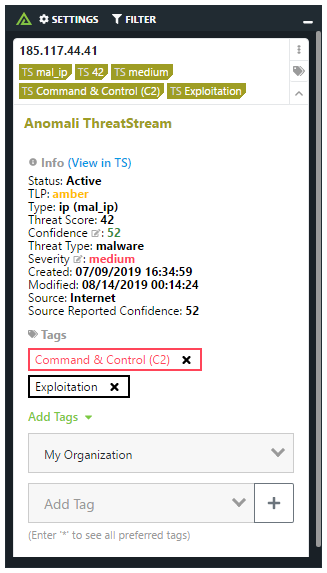 SETTINGS FILTER
185.117.44.41
TS mal_ip TS 42 TS medium
TS Command & Control (C2) TS Exploitation
Anomali ThreatStream
Info (View in TS)
Status: Active
TLP: amber
Type: ip (mal_ip)
Threat Score: 42
Confidence : 52
Threat Type: malware
Severity : medium
Created: 07/09/2019 16:34:59
Modified: 08/14/2019 00:14:24
Source: Internet
Source Reported Confidence: 52
Tags
Command & Control (C2)
Exploitation
Add Tags
My Organization
Add Tag
(Enter '*' to see all preferred tags)